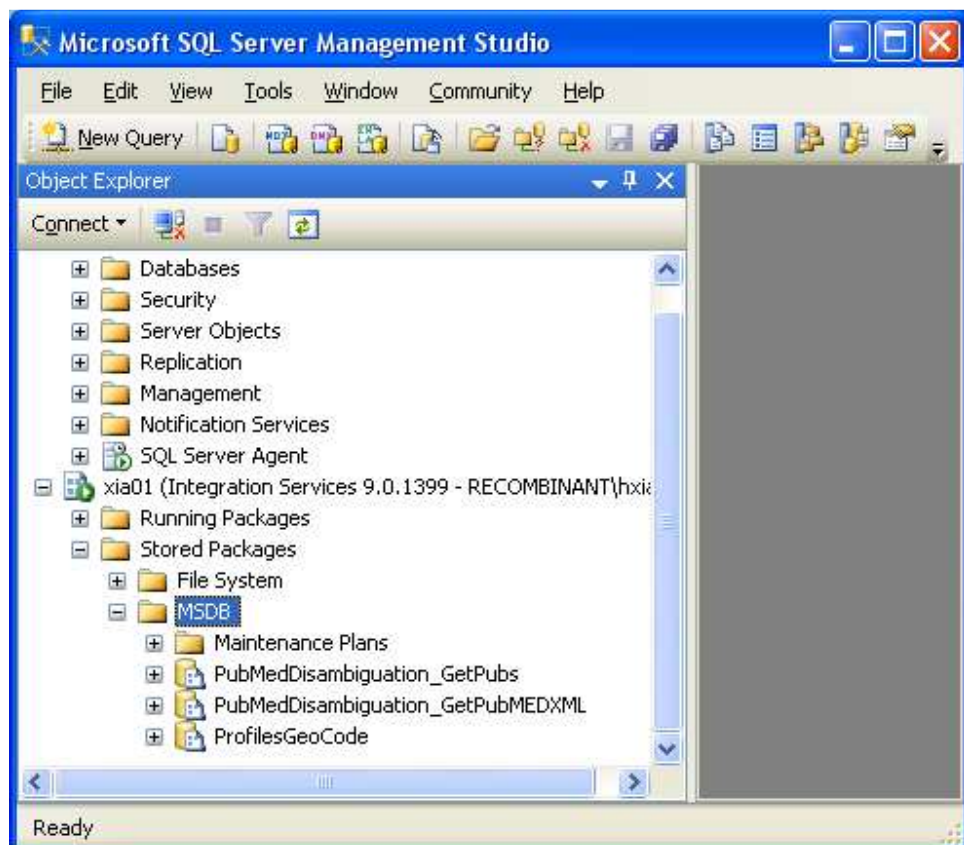 Microsoft SQL Server Management Studio
File Edit View Tools Window Community Help
New Query
Object Explorer
Connect
Databases
Security
Server Objects
Replication
Management
Notification Services
SQL Server Agent
xia01 (Integration Services 9.0.1399 - RECOMBINANT\hxia
Running Packages
Stored Packages
File System
MSDB
Maintenance Plans
PubMedDisambiguation_GetPubs
PubMedDisambiguation_GetPubMEDXML
ProfilesGeoCode
Ready